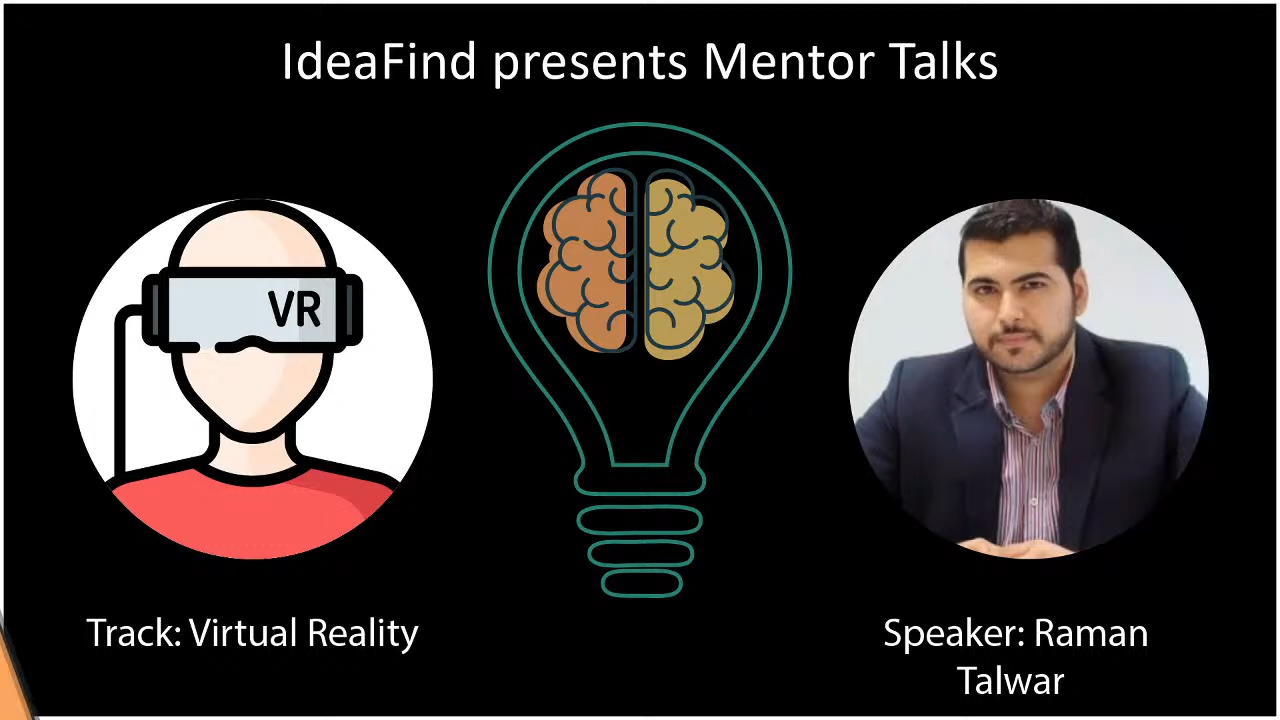 IdeaFind presents Mentor Talks
VR
Track: Virtual Reality
Speaker: Raman
Talwar